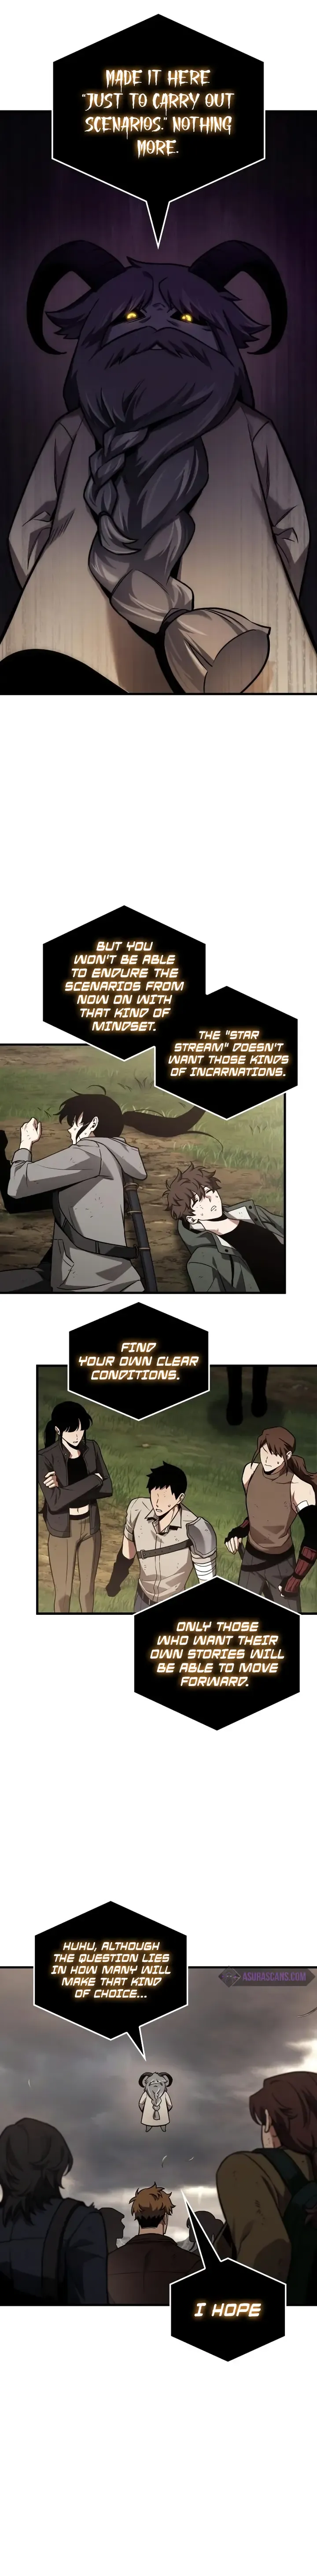 MADE IT HERE
"JUST TO CARRY OUT
SCENARIOS." NOTHING
MORE.
BUT YOU
WON'T BE ABLE
TO ENDURE THE
SCENARIOS FROM
NOW ON WITH
THAT KIND OF
MINDSET.
THE "STAR
STREAM" DOESN'T
WANT THOSE KINDS
OF INCARNATIONS.
FIND
YOUR OWN CLEAR
CONDITIONS.
ONLY THOSE
WHO WANT THEIR
OWN STORIES WILL
BE ABLE TO MOVE
FORWARD.
HUHU, ALTHOUGH
THE QUESTION LIES
IN HOW MANY WILL
MAKE THAT KIND
OF CHOICE...
ASURASCANS.COM
I HOPE